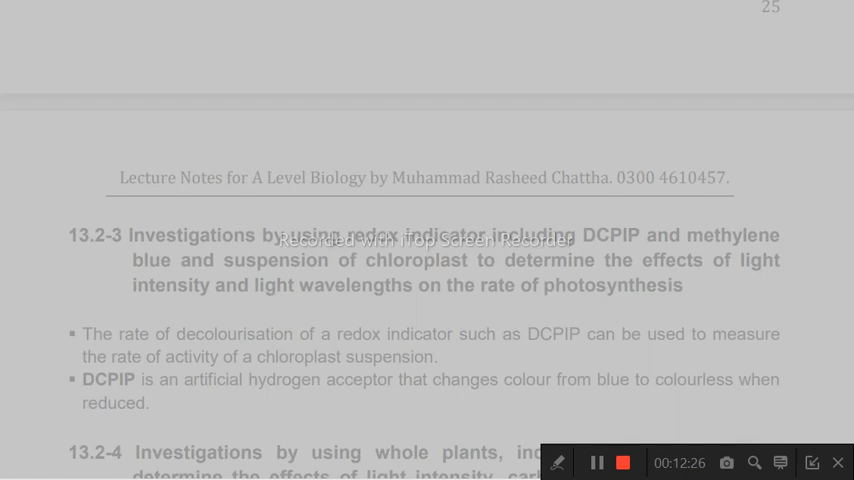 25
Lecture Notes for A Level Biology by Muhammad Rasheed Chattha. 0300 4610457.
13.2-3 Investigations by using redox indicator including DCPIP and methylene
Recorded with iTop Screen Recorder
blue and suspension of chloroplast to determine the effects of light
intensity and light wavelengths on the rate of photosynthesis
▪ The rate of decolourisation of a redox indicator such as DCPIP can be used to measure
the rate of activity of a chloroplast suspension.
▪ DCPIP is an artificial hydrogen acceptor that changes colour from blue to colourless when
reduced.
13.2-4 Investigations by using whole plants,
determine the effects of light intensity,
00:12:26